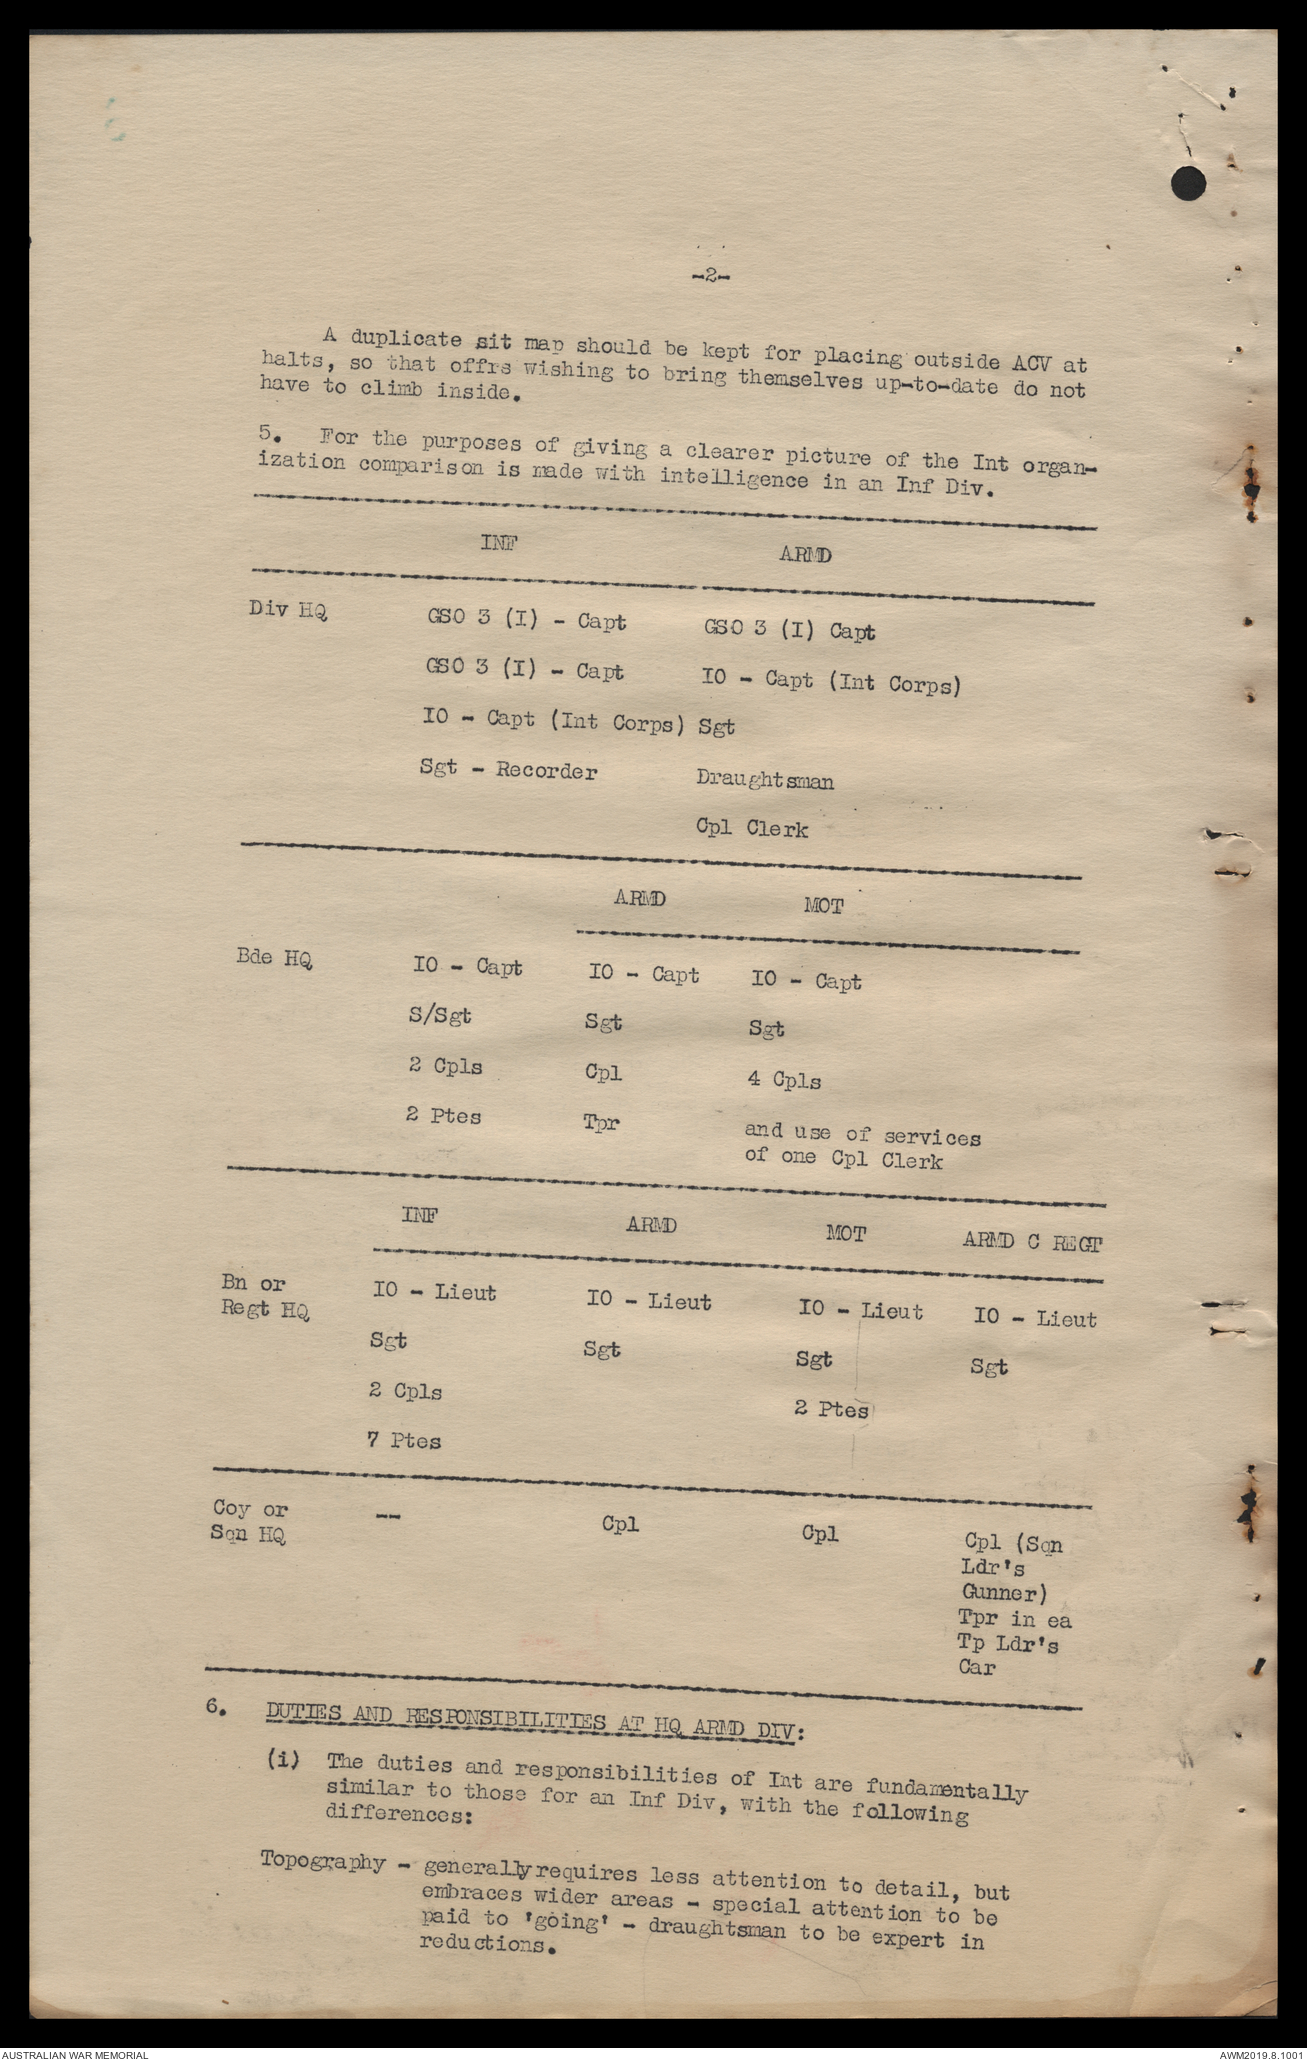 -2-
A duplicate sit map should be kept for placing outside ACV at
halts, so that offrs wishing to bring themselves up-to-date do not
have to climb inside.
5. For the purposes of giving a clearer picture of the Int organ-
ization comparison is made with intelligence in an Inf Div.
INF ARMD
Div HQ GSO 3 (I) - Capt GSO 3 (I) Capt
GSO 3 (I) - Capt IO - Capt (Int Corps)
IO - Capt (Int Corps) Sgt
Sgt - Recorder Draughtsman
Cpl Clerk
ARMD MOT
Bde HQ IO - Capt IO - Capt IO - Capt
S/Sgt Sgt Sgt
2 Cpls Cpl 4 Cpls
2 Ptes Tpr and use of services
of one Cpl Clerk
INF ARMD MOT ARMD C REGT
Bn or IO - Lieut IO - Lieut IO - Lieut IO - Lieut
Regt HQ
Sgt Sgt Sgt Sgt
2 Cpls 2 Ptes
7 Ptes
Coy or -- Cpl Cpl Cpl (Sqn
Sqn HQ Ldr's
Gunner)
Tpr in ea
Tp Ldr's
Car
6. DUTIES AND RESPONSIBILITIES AT HQ ARMD DIV:
(i) The duties and responsibilities of Int are fundamentally
similar to those for an Inf Div, with the following
differences:
Topography - generally requires less attention to detail, but
embraces wider areas - special attention to be
paid to 'going' - draughtsman to be expert in
reductions.
AUSTRALIAN WAR MEMORIAL AWM2019.8.1001